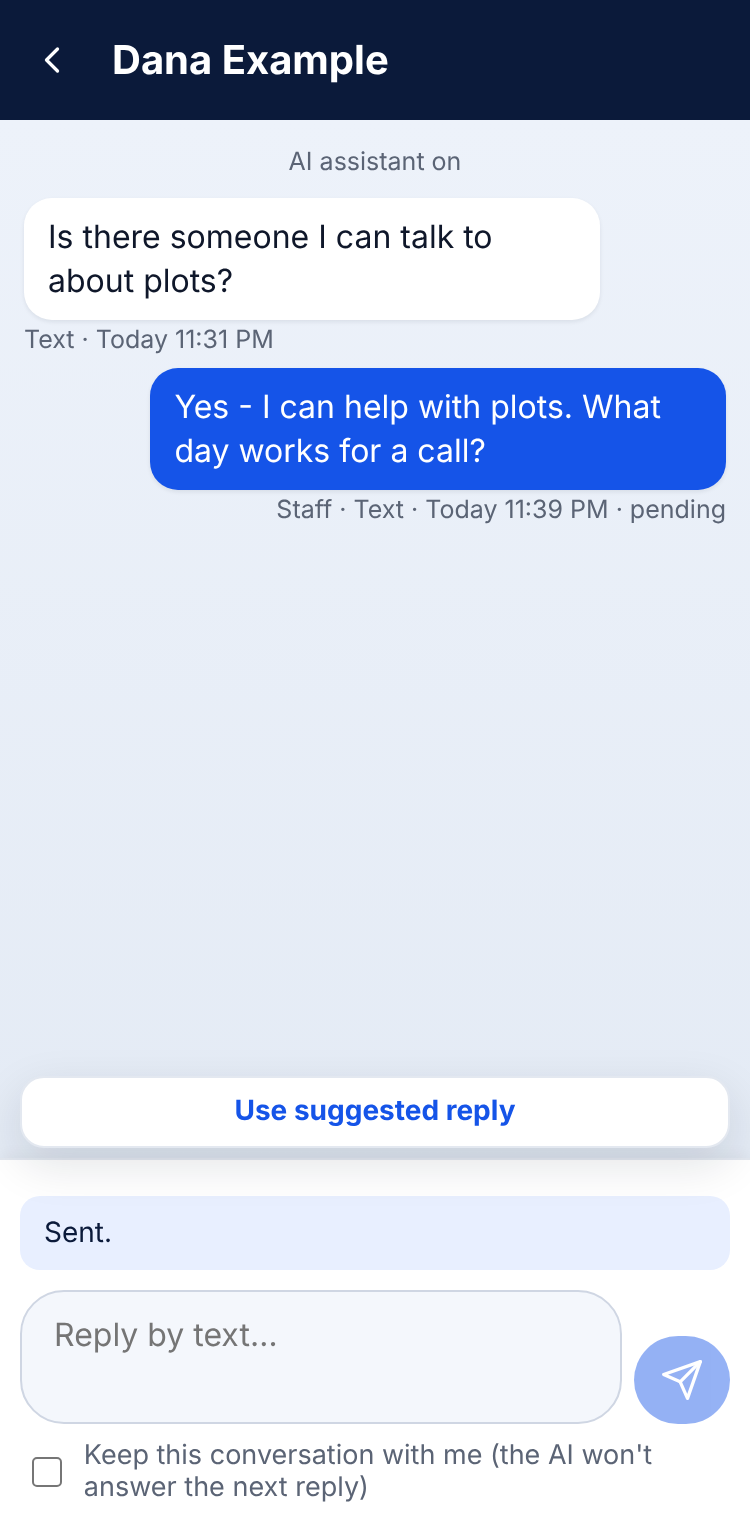 Dana Example
AI assistant on
Is there someone I can talk to
about plots?
Text · Today 11:31 PM
Yes - I can help with plots. What
day works for a call?
Staff · Text · Today 11:39 PM · pending
Use suggested reply
Sent.
Reply by text...
Keep this conversation with me (the AI won't
answer the next reply)